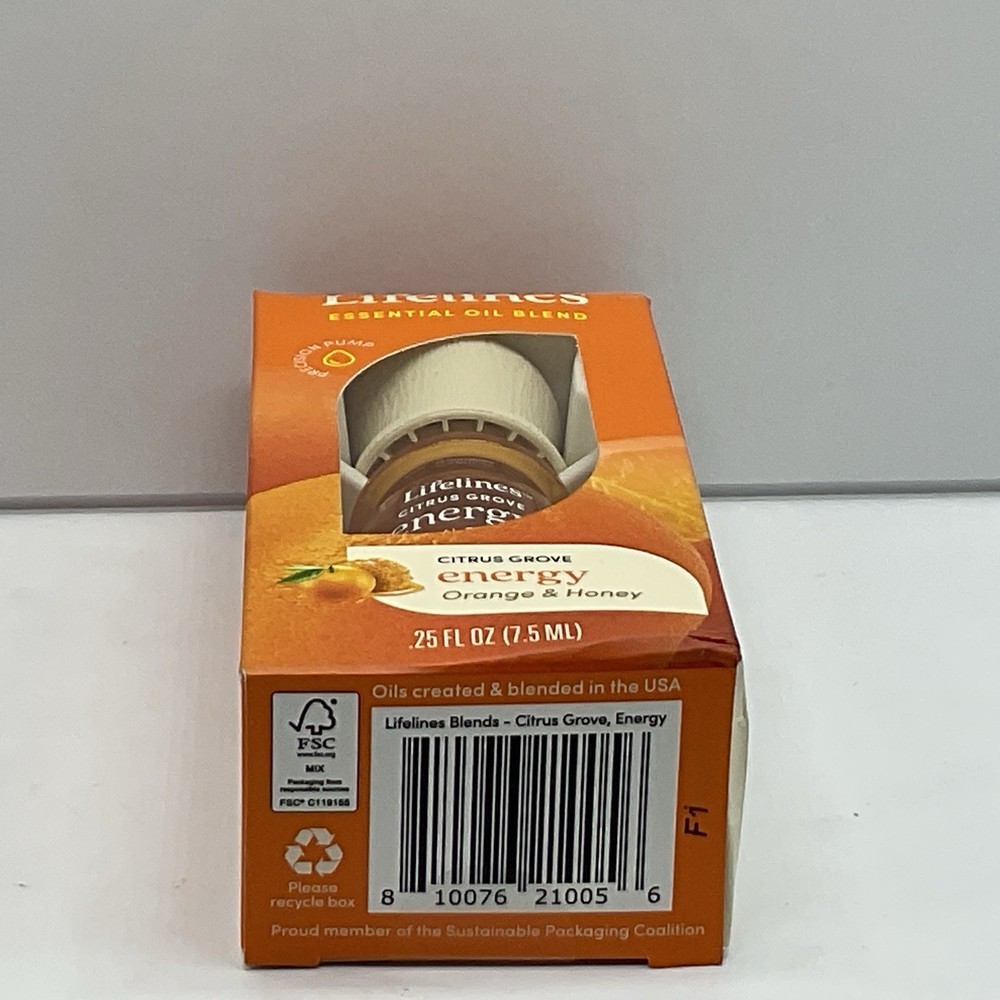 Lifelines
ESSENTIAL OIL BLEND
PRECISION PUMP
Lifelines™
CITRUS GROVE
energy
CITRUS GROVE
energy
Orange & Honey
.25 FL OZ (7.5 ML)
Oils created & blended in the USA
FSC
www.fsc.org
MIX
Packaging from
responsible sources
FSC® C119155
Lifelines Blends - Citrus Grove, Energy
8 10076 21005 6
F1
Please
recycle box
Proud member of the Sustainable Packaging Coalition